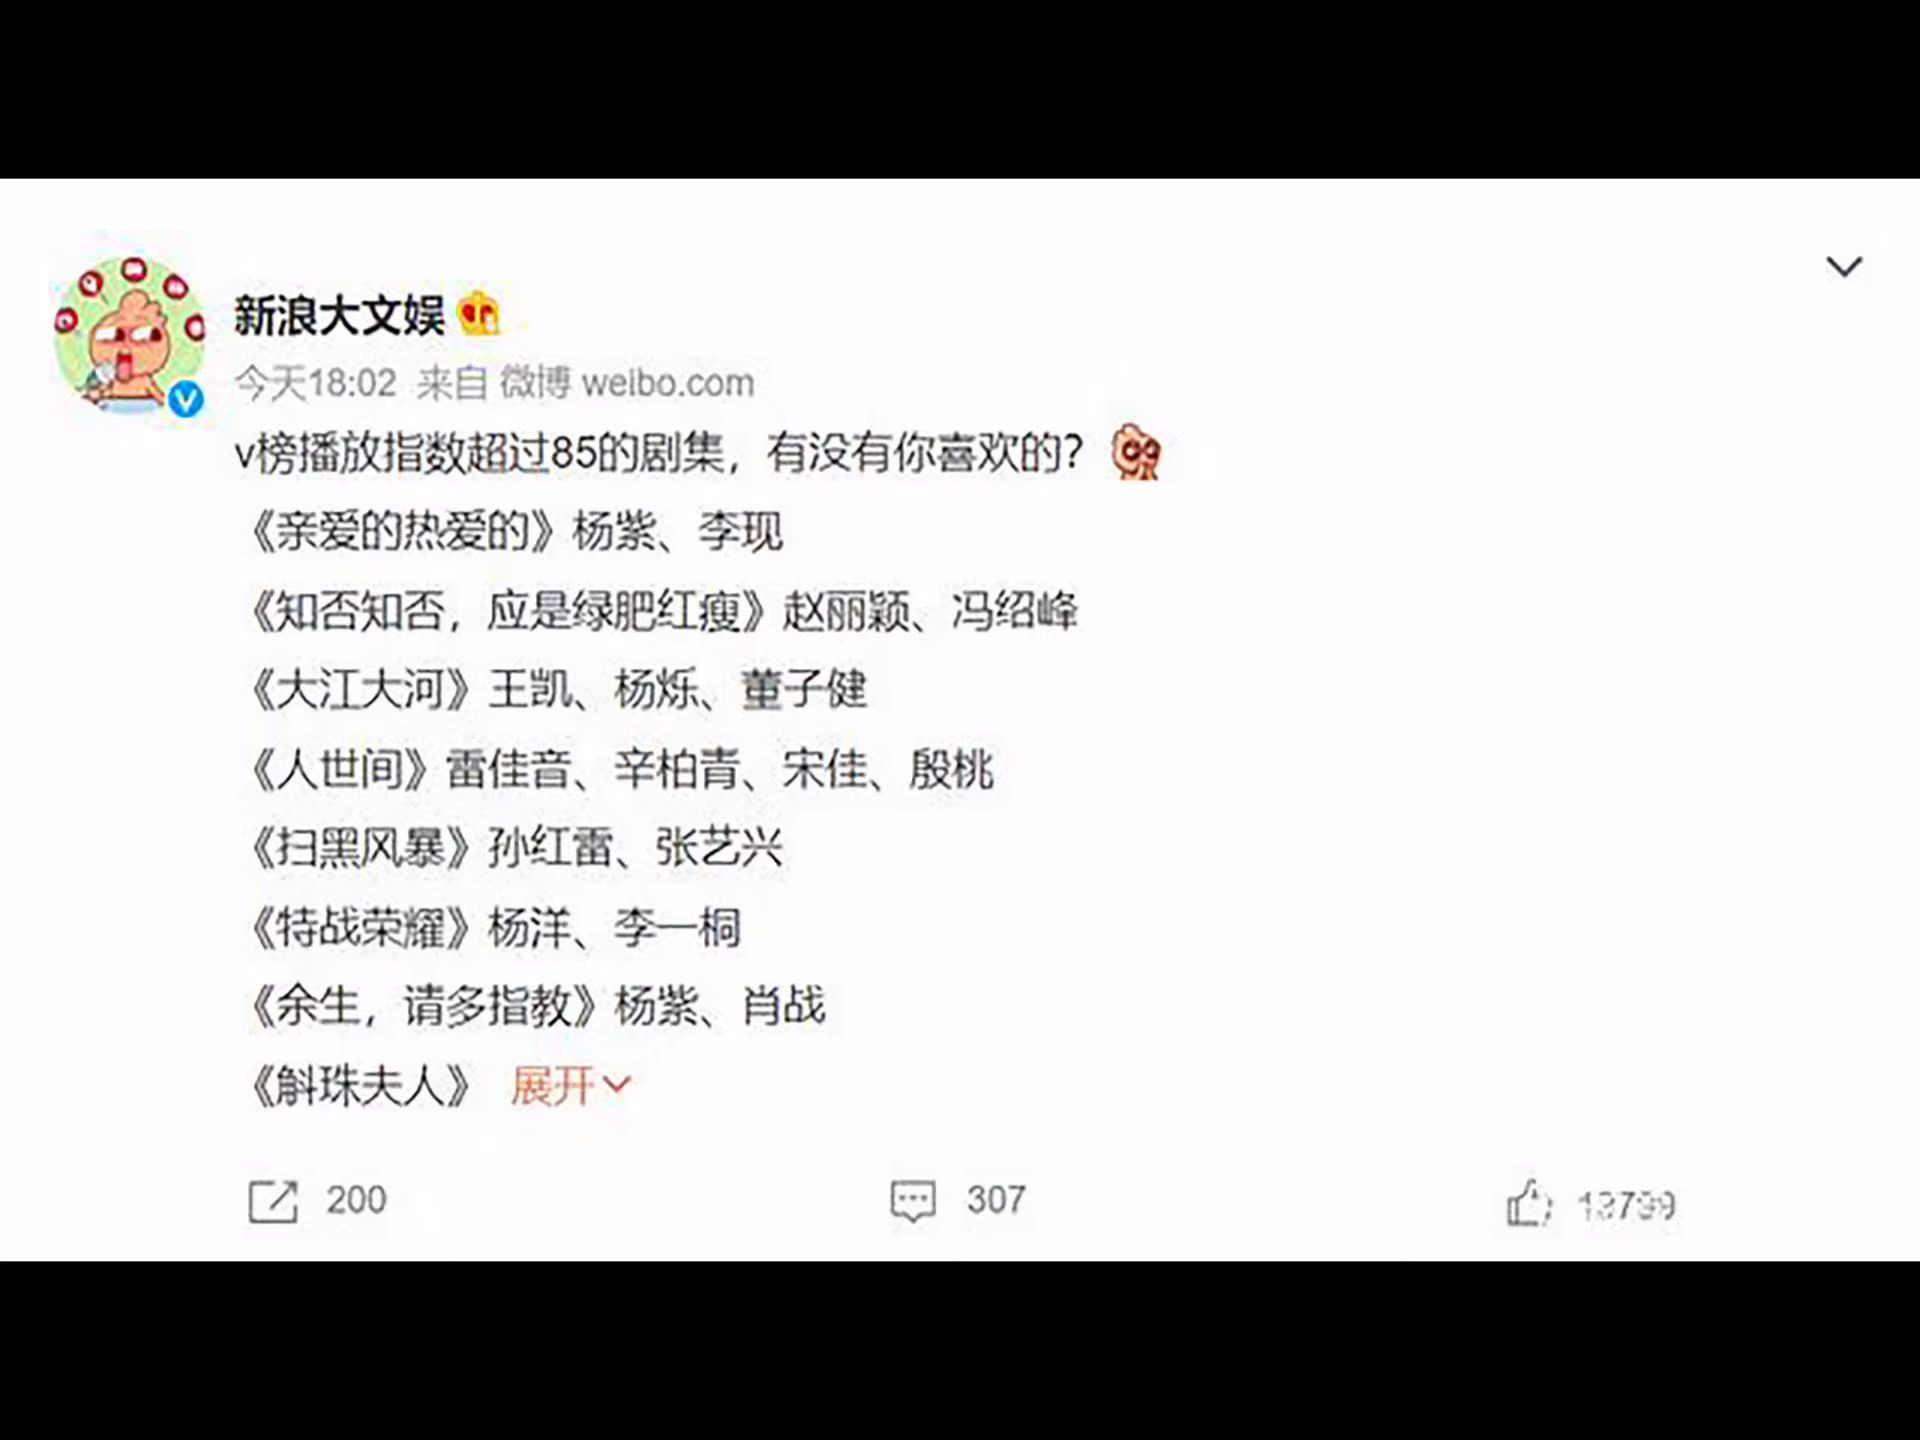 新浪大文娱
今天18:02 来自 微博 weibo.com
v榜播放指数超过85的剧集，有没有你喜欢的？
《亲爱的热爱的》杨紫、李现
《知否知否，应是绿肥红瘦》赵丽颖、冯绍峰
《大江大河》王凯、杨烁、董子健
《人世间》雷佳音、辛柏青、宋佳、殷桃
《扫黑风暴》孙红雷、张艺兴
《特战荣耀》杨洋、李一桐
《余生，请多指教》杨紫、肖战
《斛珠夫人》 展开
200 307